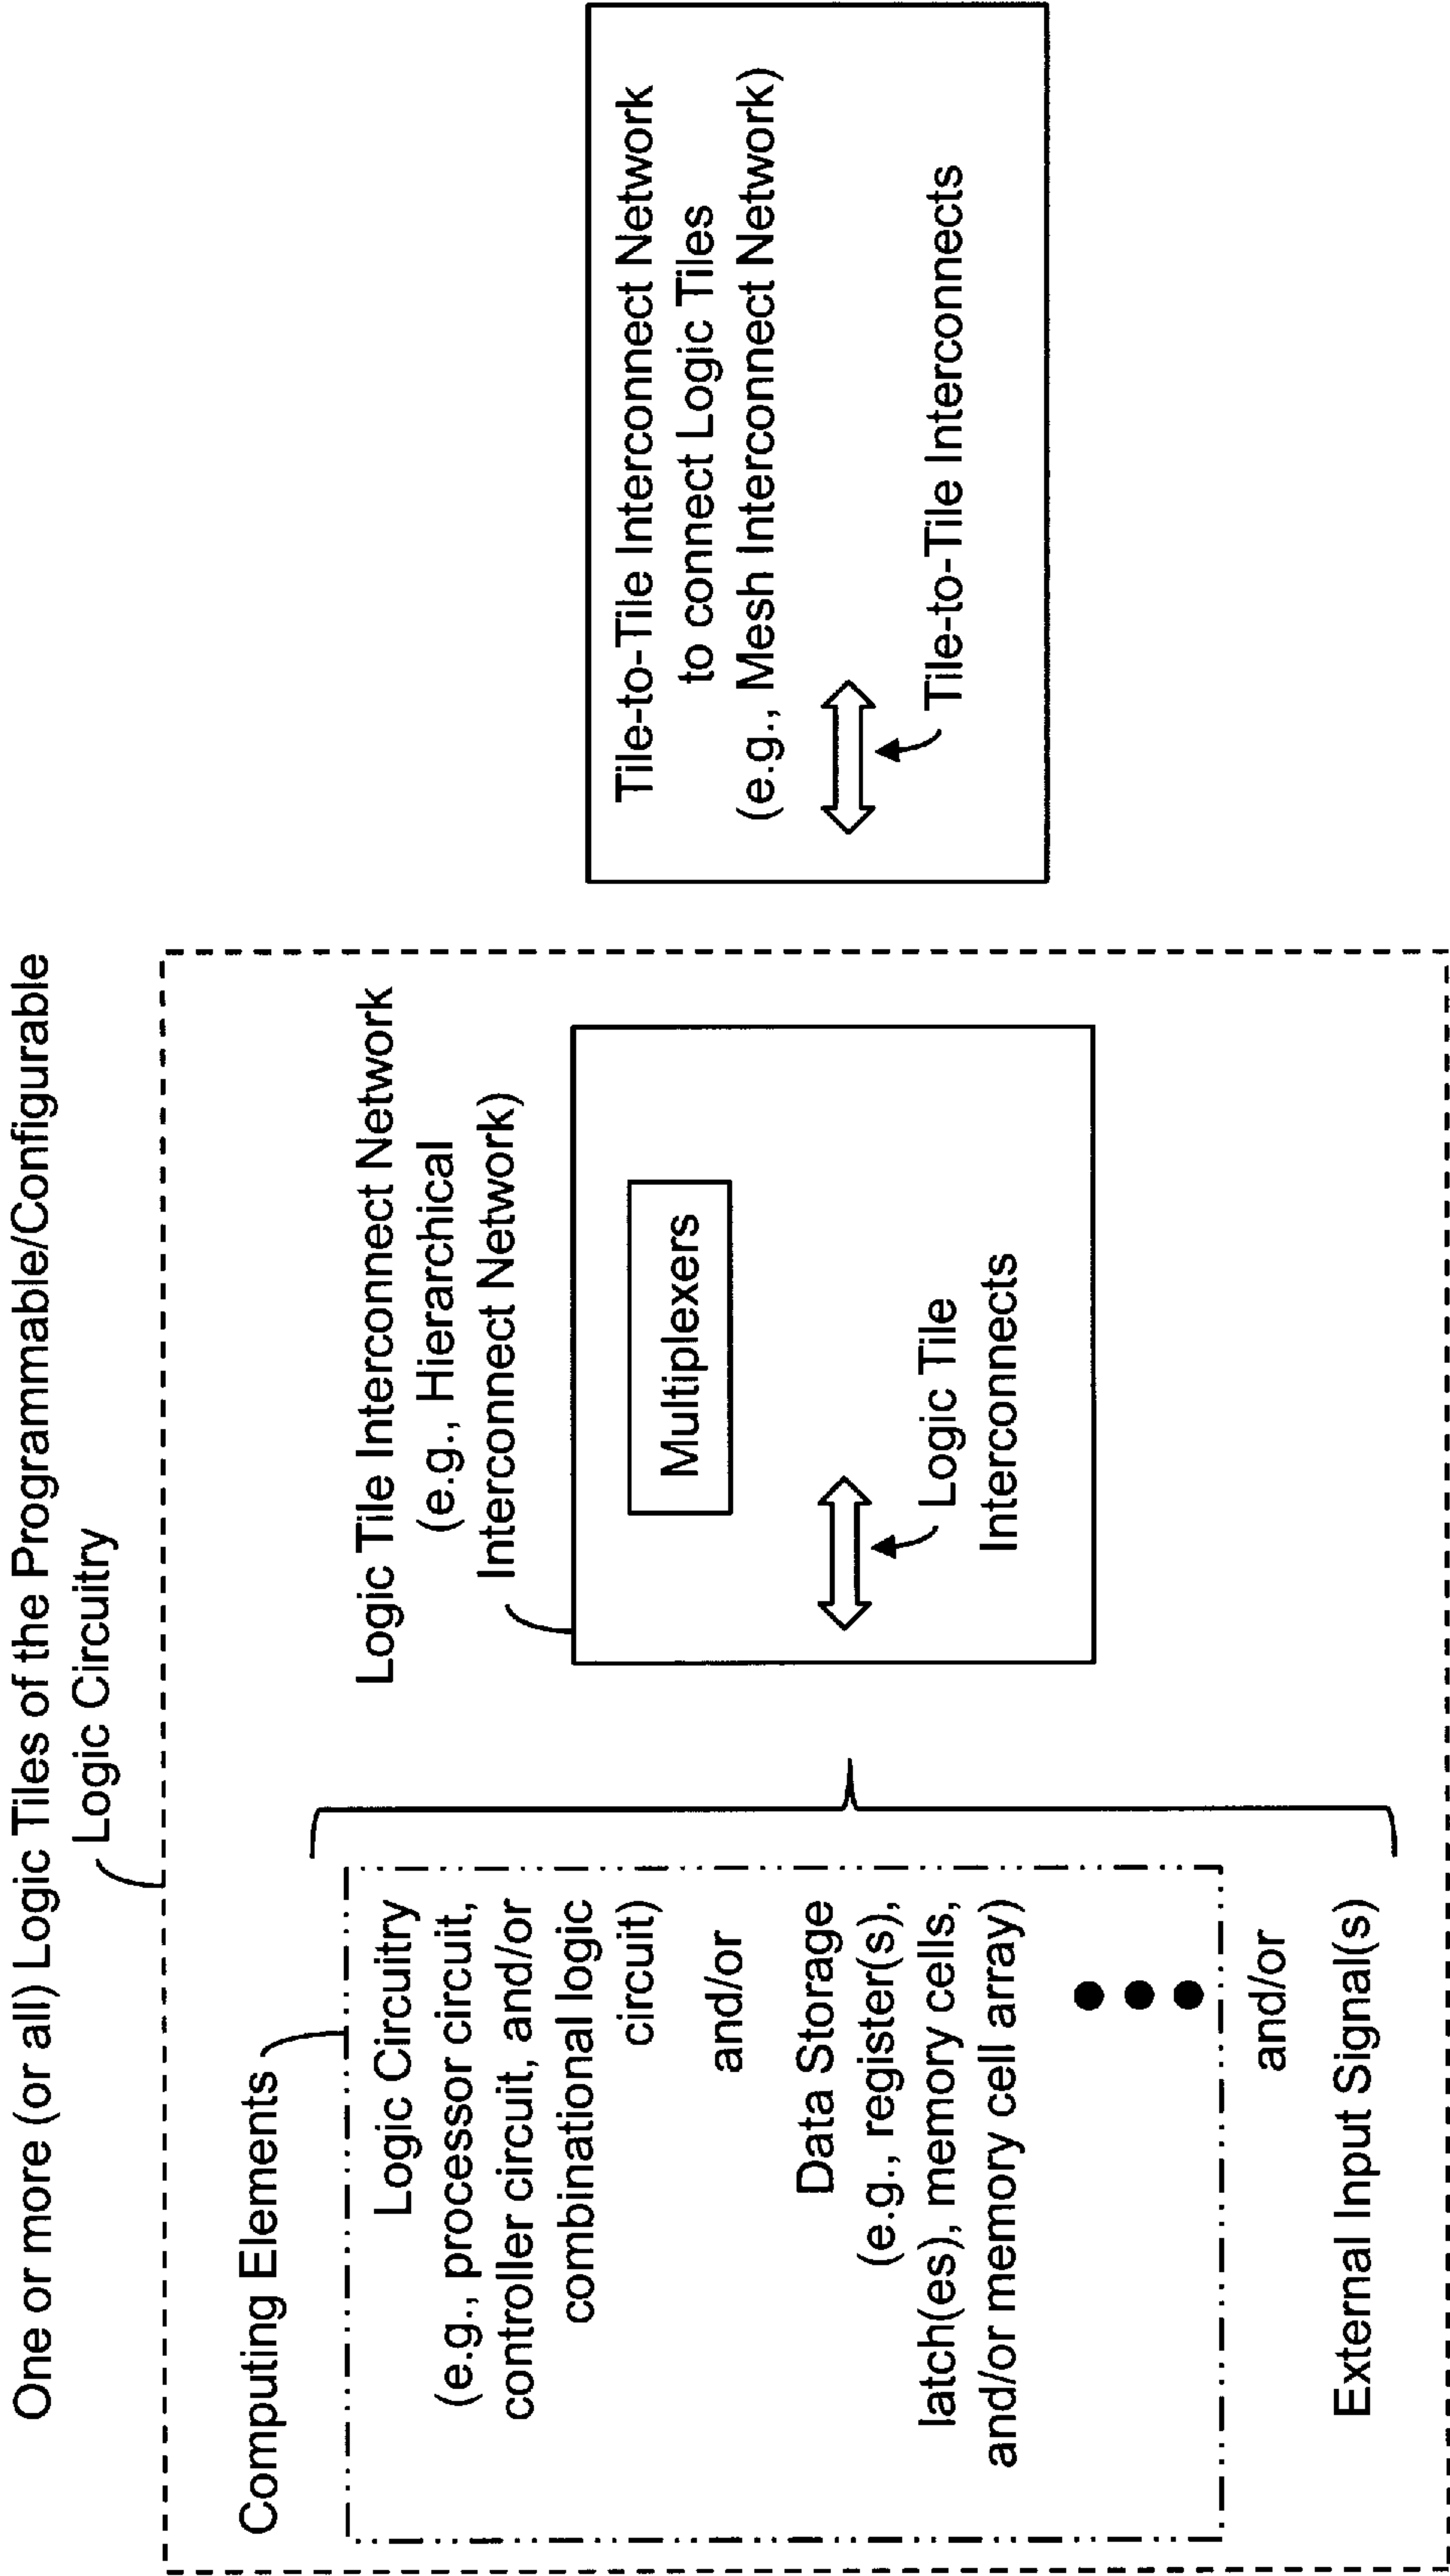 One or more (or all) Logic Tiles of the Programmable/Configurable
Logic Circuitry
Computing Elements
Logic Circuitry
(e.g., processor circuit,
controller circuit, and/or
combinational logic
circuit)
and/or
Data Storage
(e.g., register(s),
latch(es), memory cells,
and/or memory cell array)
and/or
External Input Signal(s)
Logic Tile Interconnect Network
(e.g., Hierarchical
Interconnect Network)
Multiplexers
Logic Tile
Interconnects
Tile-to-Tile Interconnect Network
to connect Logic Tiles
(e.g., Mesh Interconnect Network)
Tile-to-Tile Interconnects